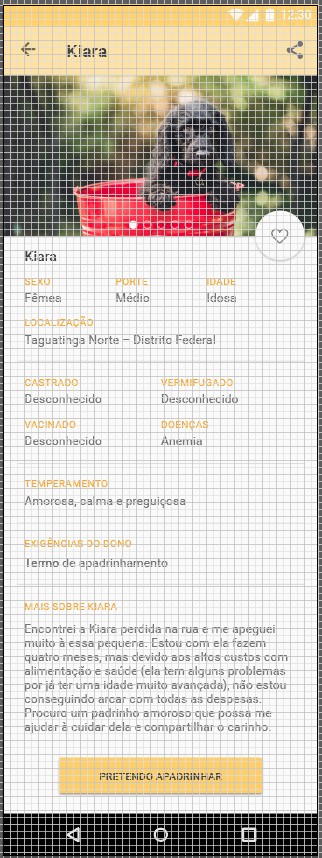 12:30
Kiara
Kiara
SEXO PORTE IDADE
Fêmea Médio Idosa
LOCALIZAÇÃO
Taguatinga Norte – Distrito Federal
CASTRADO VERMIFUGADO
Desconhecido Desconhecido
VACINADO DOENÇAS
Desconhecido Anemia
TEMPERAMENTO
Amorosa, calma e preguiçosa
EXIGÊNCIAS DO DONO
Termo de apadrinhamento
MAIS SOBRE KIARA
Encontrei a Kiara perdida na rua e me apeguei
muito à essa pequena. Estou com ela fazem
quatro meses, mas devido aos altos custos com
alimentação e saúde (ela tem alguns problemas
por já ter uma idade muito avançada), não estou
conseguindo arcar com todas as despesas.
Procuro um padrinho amoroso que possa me
ajudar à cuidar dela e compartilhar o carinho.
PRETENDO APADRINHAR